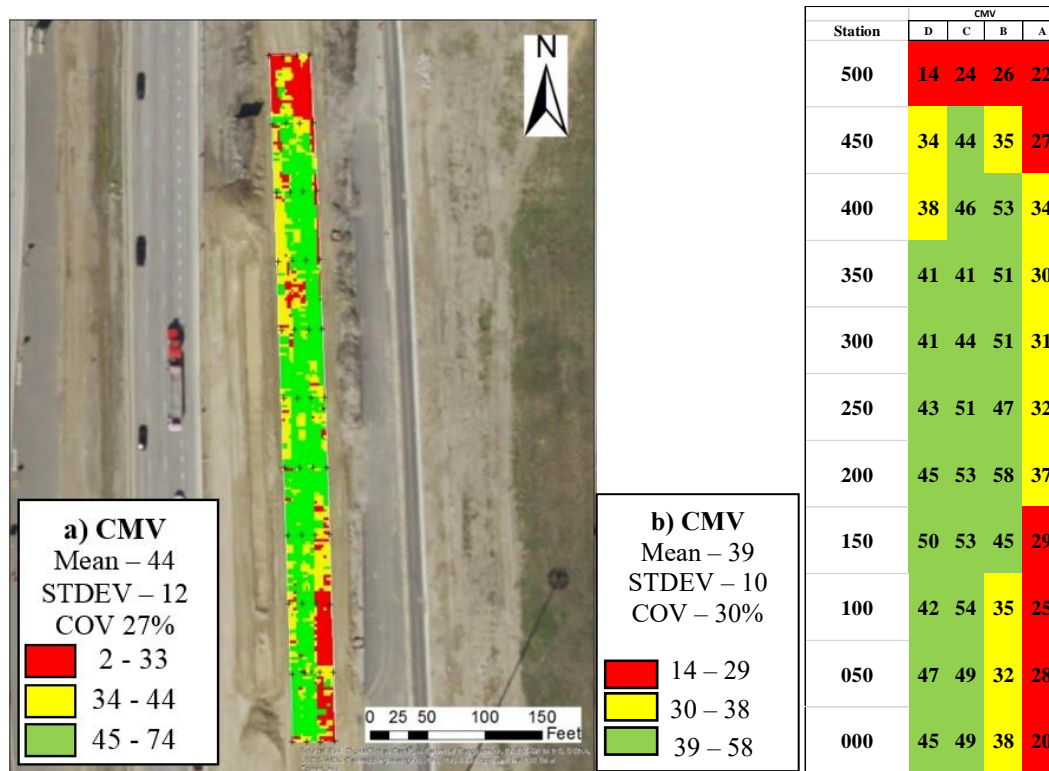 N
a) CMV
Mean – 44
STDEV – 12
COV 27%
2 - 33
34 - 44
45 - 74
0 25 50 100 150
Feet
b) CMV
Mean – 39
STDEV – 10
COV – 30%
14 – 29
30 – 38
39 – 58
CMV
Station D C B A
500 14 24 26 22
450 34 44 35 27
400 38 46 53 34
350 41 41 51 30
300 41 44 51 31
250 43 51 47 32
200 45 53 58 37
150 50 53 45 29
100 42 54 35 25
050 47 49 32 28
000 45 49 38 20